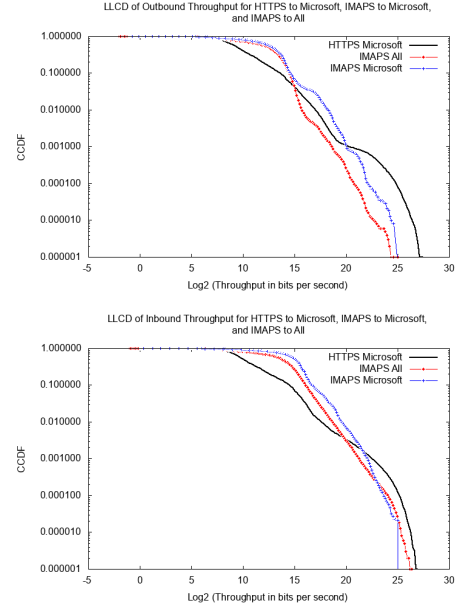 LLCD of Outbound Throughput for HTTPS to Microsoft, IMAPS to Microsoft,
and IMAPS to All
HTTPS Microsoft
IMAPS All
IMAPS Microsoft
1.000000
0.100000
0.010000
0.001000
0.000100
0.000010
0.000001
CCDF
-5 0 5 10 15 20 25 30
Log2 (Throughput in bits per second)
LLCD of Inbound Throughput for HTTPS to Microsoft, IMAPS to Microsoft,
and IMAPS to All
HTTPS Microsoft
IMAPS All
IMAPS Microsoft
1.000000
0.100000
0.010000
0.001000
0.000100
0.000010
0.000001
CCDF
-5 0 5 10 15 20 25 30
Log2 (Throughput in bits per second)